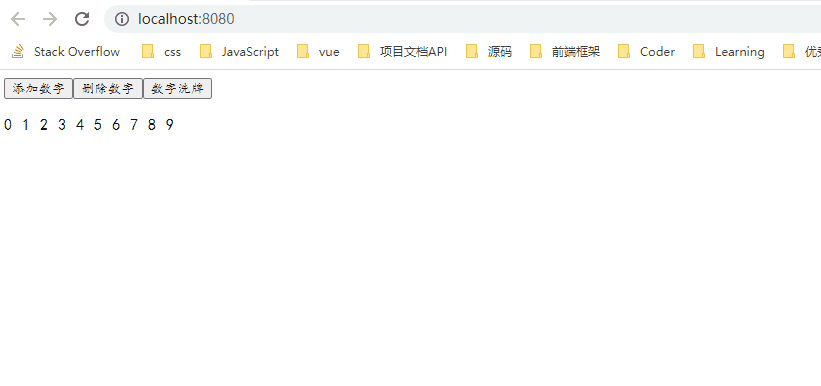 localhost:8080
Stack Overflow css JavaScript vue 项目文档API 源码 前端框架 Coder Learning
添加数字 删除数字 数字洗牌
0 1 2 3 4 5 6 7 8 9